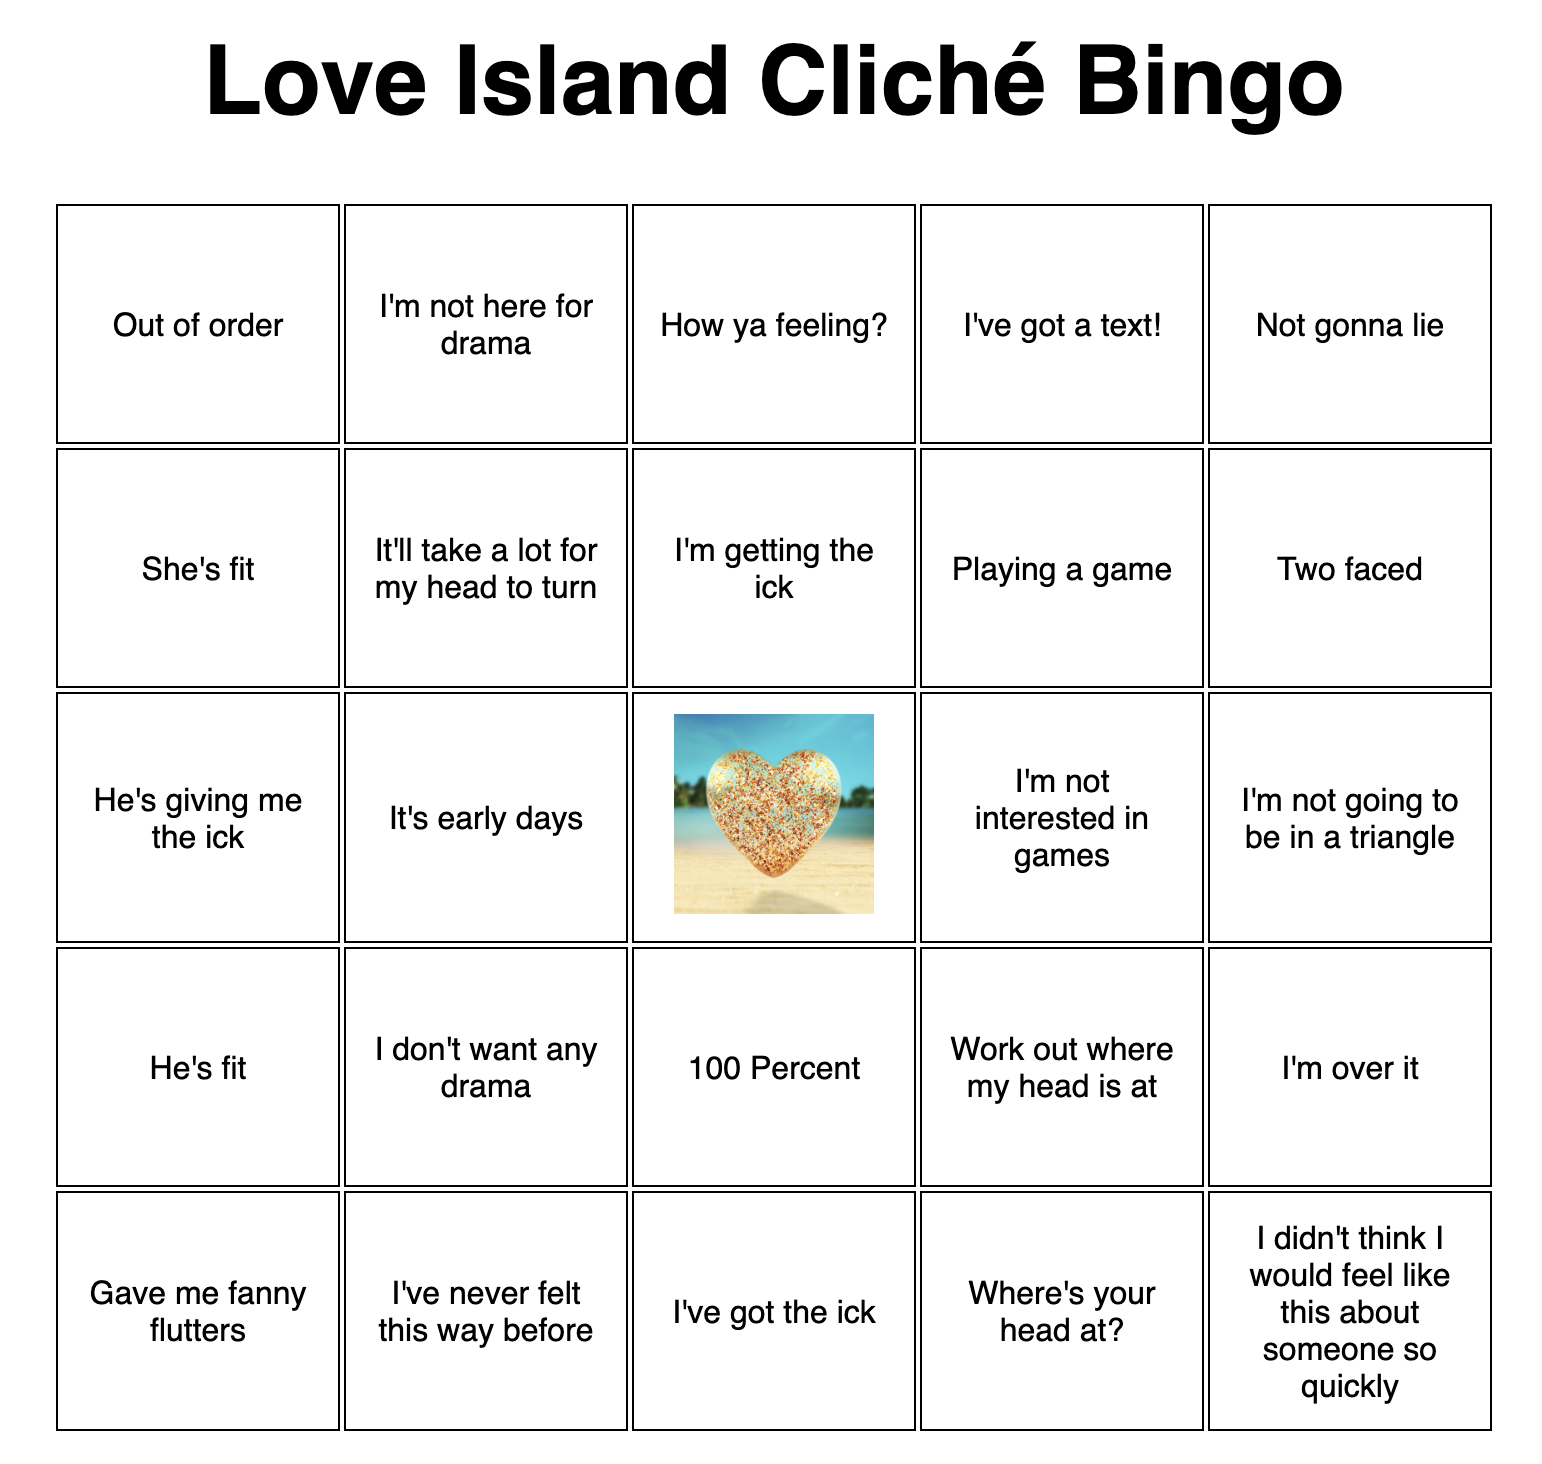 Love Island Cliché Bingo
Out of order
I'm not here for
drama
How ya feeling?
I've got a text!
Not gonna lie
She's fit
It'll take a lot for
my head to turn
I'm getting the
ick
Playing a game
Two faced
He's giving me
the ick
It's early days
I'm not
interested in
games
I'm not going to
be in a triangle
He's fit
I don't want any
drama
100 Percent
Work out where
my head is at
I'm over it
Gave me fanny
flutters
I've never felt
this way before
I've got the ick
Where's your
head at?
I didn't think I
would feel like
this about
someone so
quickly